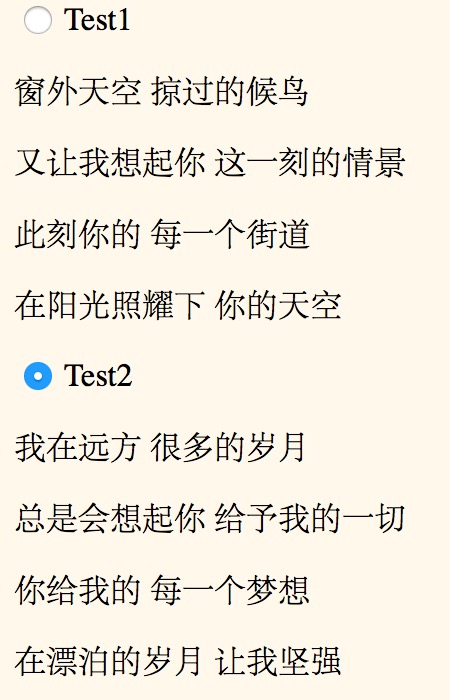 Test1
窗外天空 掠过的候鸟
又让我想起你 这一刻的情景
此刻你的 每一个街道
在阳光照耀下 你的天空
Test2
我在远方 很多的岁月
总是会想起你 给予我的一切
你给我的 每一个梦想
在漂泊的岁月 让我坚强